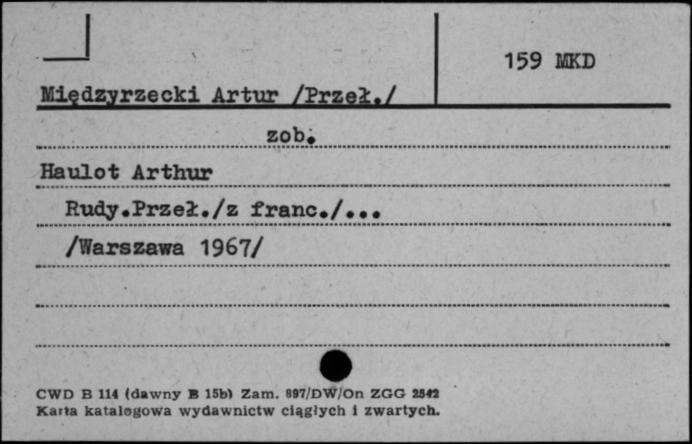 159 MKD
Międzyrzecki Artur /Przeł./
zob.
Haulot Arthur
Rudy.Przeł./z franc./...
/Warszawa 1967/
CWD B 114 (dawny B 15b) Zam. 897/DW/On ZGG 2542
Karta katalogowa wydawnictw ciągłych i zwartych.